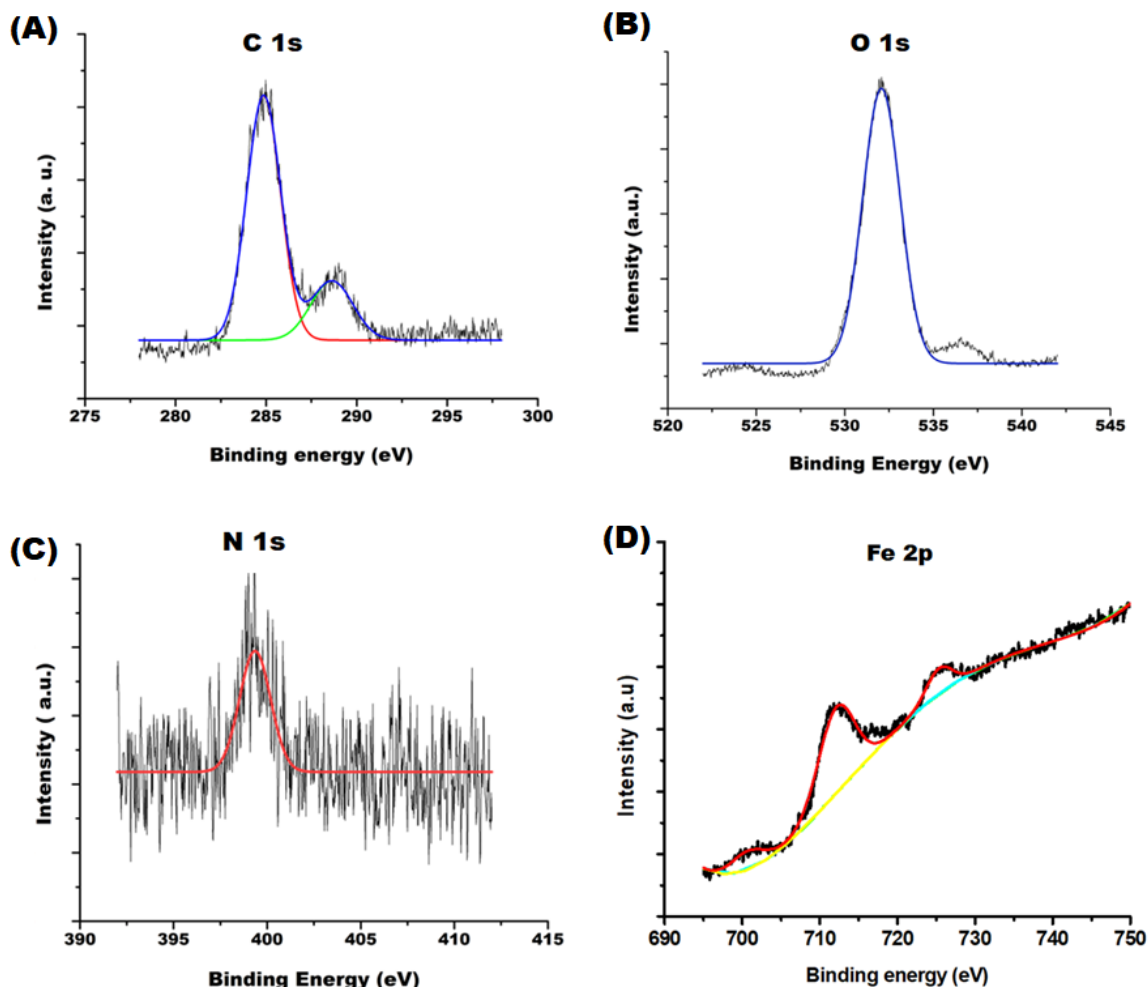 (A)
C 1s
Intensity (a. u.)
275 280 285 290 295 300
Binding energy (eV)
(B)
O 1s
Intensity (a.u.)
520 525 530 535 540 545
Binding Energy (eV)
(C)
N 1s
Intensity ( a.u.)
390 395 400 405 410 415
Binding Energy (eV)
(D)
Fe 2p
Intensity (a.u)
690 700 710 720 730 740 750
Binding energy (eV)